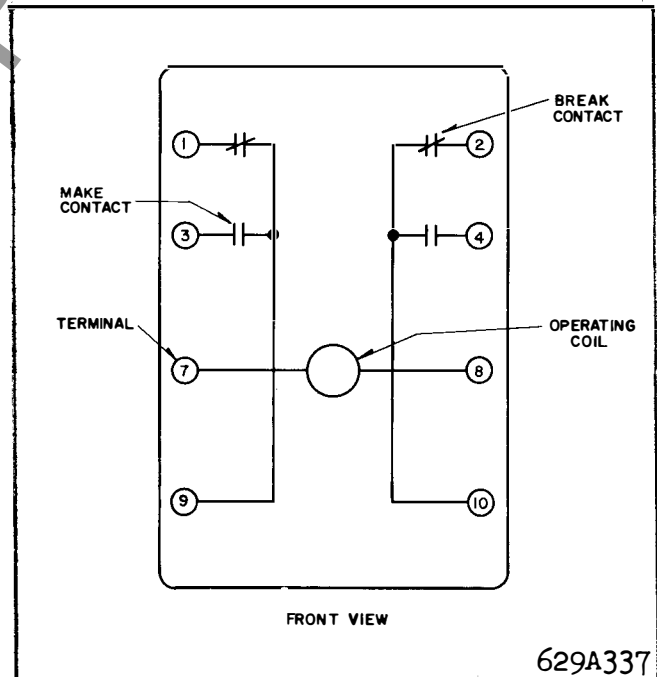 BREAK
CONTACT
1
2
MAKE
CONTACT
3
4
TERMINAL
OPERATING
COIL
7
8
9
10
FRONT VIEW
629A337